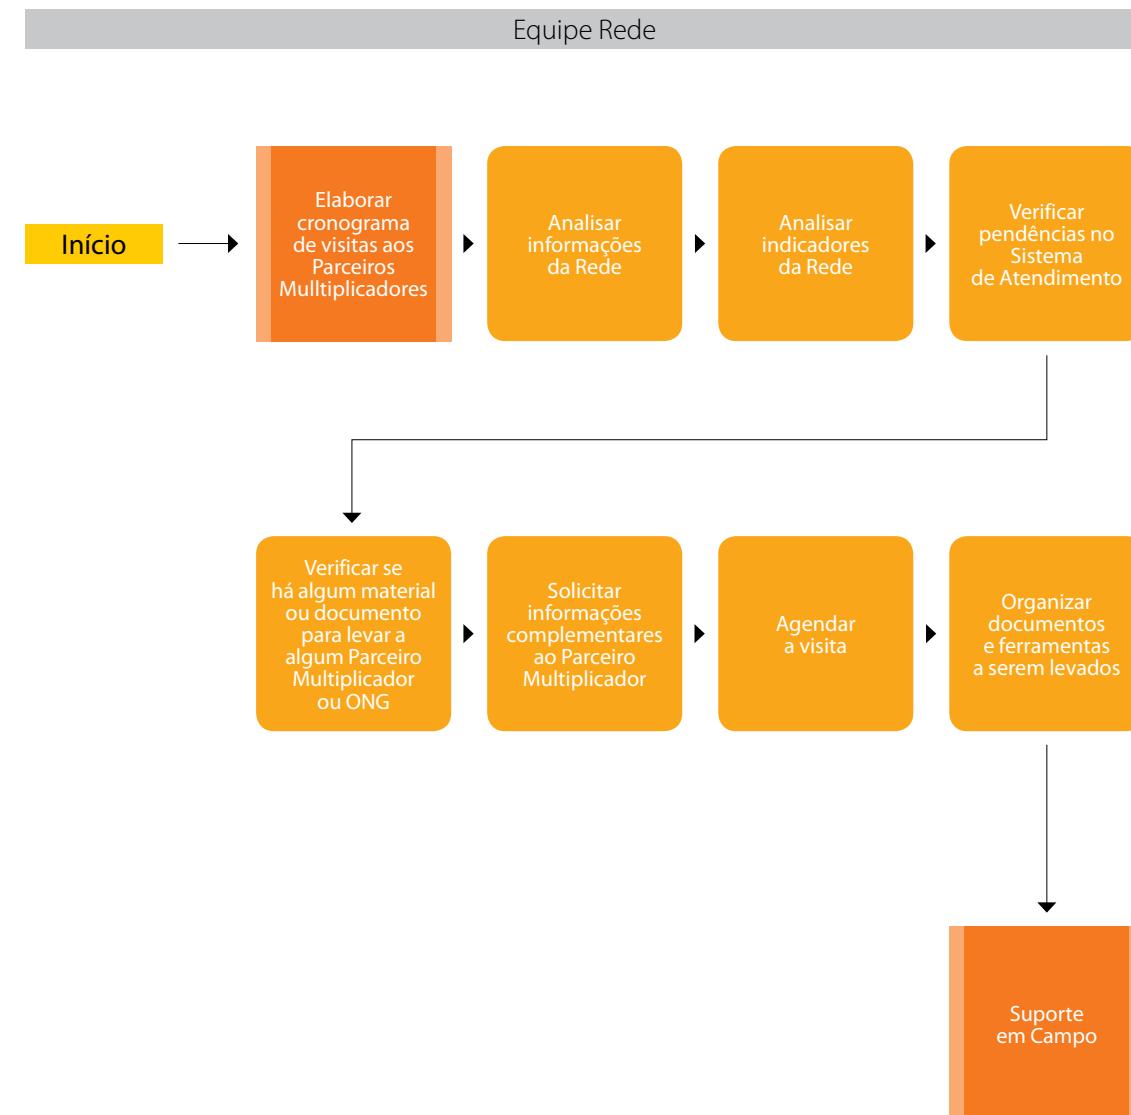 Equipe Rede
Início
Elaborar
cronograma
de visitas aos
Parceiros
Mulltiplicadores
Analisar
informações
da Rede
Analisar
indicadores
da Rede
Verificar
pendências no
Sistema
de Atendimento
Verificar se
há algum material
ou documento
para levar a
algum Parceiro
Multiplicador
ou ONG
Solicitar
informações
complementares
ao Parceiro
Multiplicador
Agendar
a visita
Organizar
documentos
e ferramentas
a serem levados
Suporte
em Campo